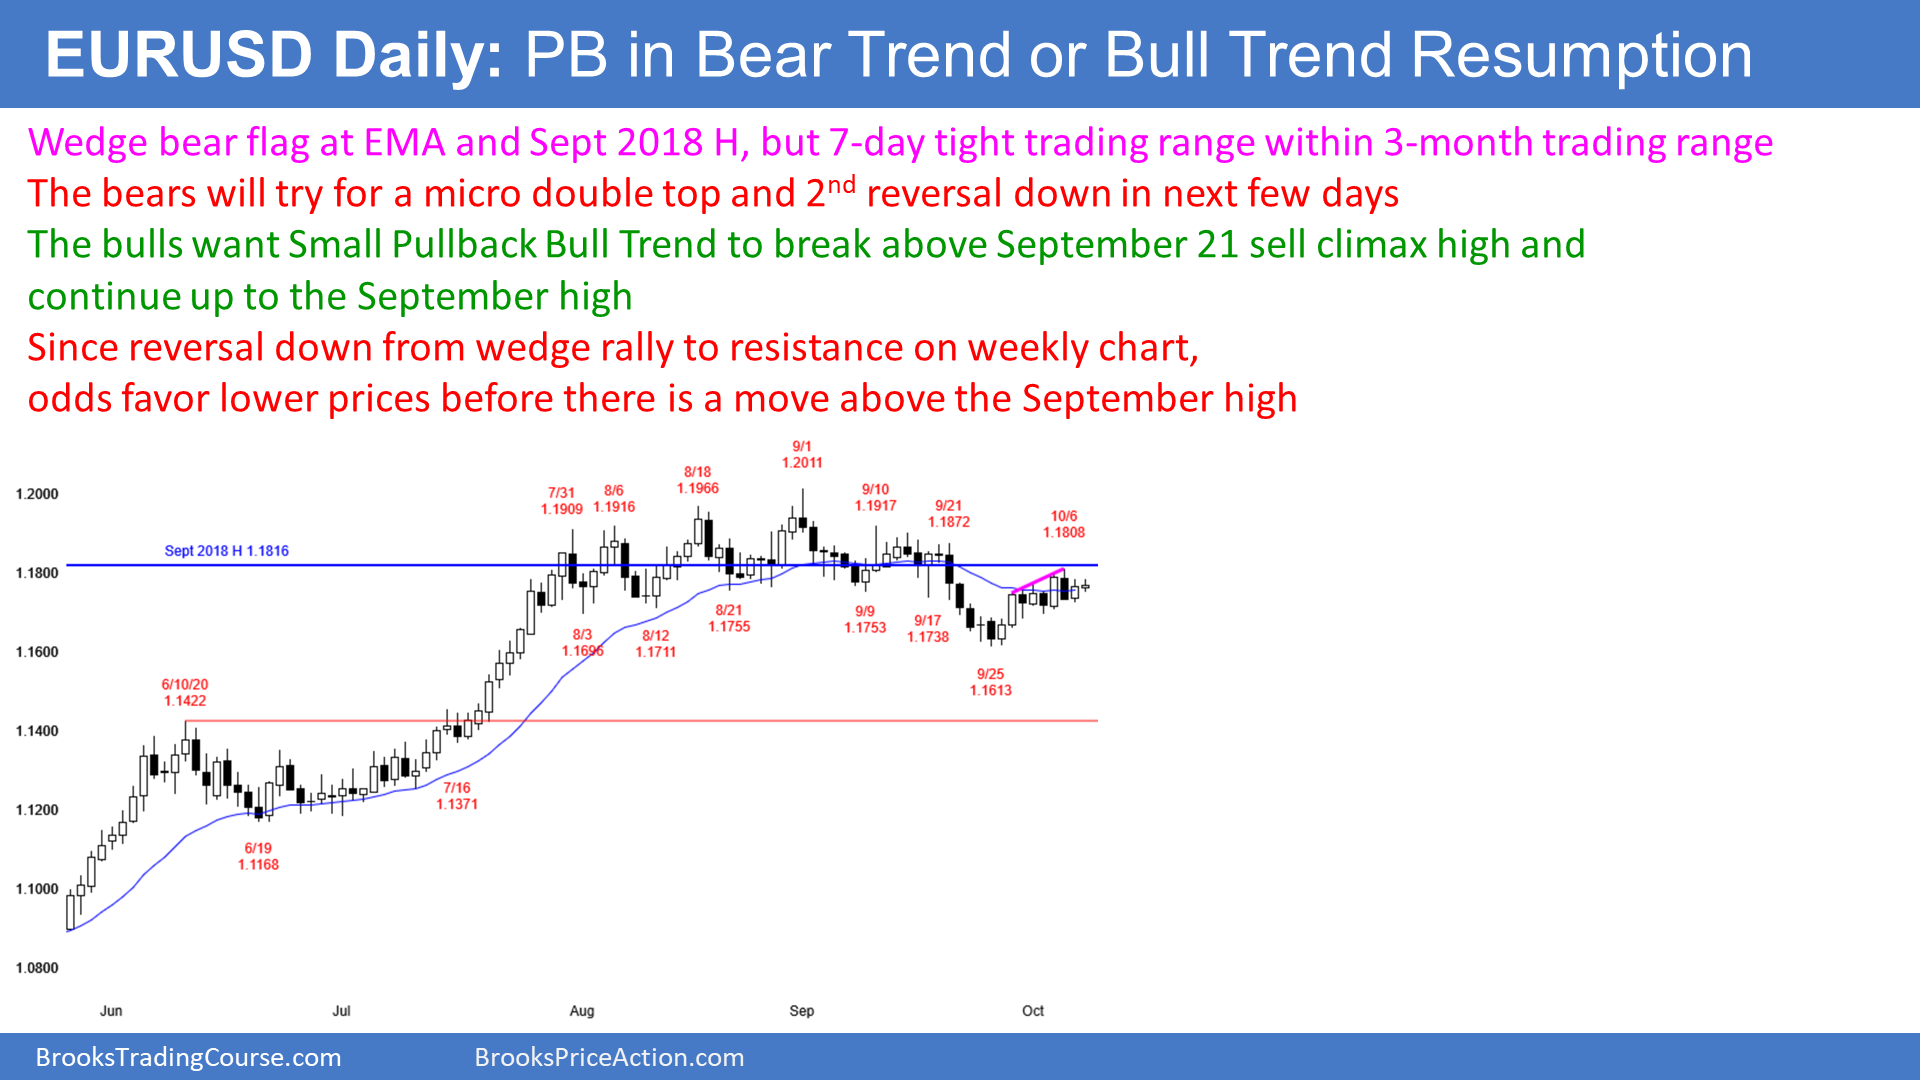 EURUSD Daily: PB in Bear Trend or Bull Trend Resumption
Wedge bear flag at EMA and Sept 2018 H, but 7-day tight trading range within 3-month trading range
The bears will try for a micro double top and 2nd reversal down in next few days
The bulls want Small Pullback Bull Trend to break above September 21 sell climax high and
continue up to the September high
Since reversal down from wedge rally to resistance on weekly chart,
odds favor lower prices before there is a move above the September high
9/1
1.2011
8/18
1.1966
7/31
1.1909
8/6
1.1916
9/10
1.1917
9/21
1.1872
10/6
1.1808
1.2000
Sept 2018 H 1.1816
1.1800
8/21
1.1755
9/9
1.1753
9/17
1.1738
8/3
1.1696
8/12
1.1711
1.1600
9/25
1.1613
6/10/20
1.1422
1.1400
7/16
1.1371
1.1200
6/19
1.1168
1.1000
1.0800
Jun
Jul
Aug
Sep
Oct
BrooksTradingCourse.com
BrooksPriceAction.com